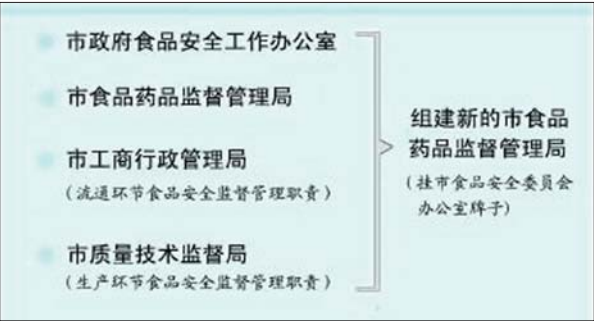 市政府食品安全工作办公室
市食品药品监督管理局
市工商行政管理局
（流通环节食品安全监督管理职责）
市质量技术监督局
（生产环节食品安全监督管理职责）
组建新的市食品
药品监督管理局
（挂市食品安全委员会
办公室牌子）